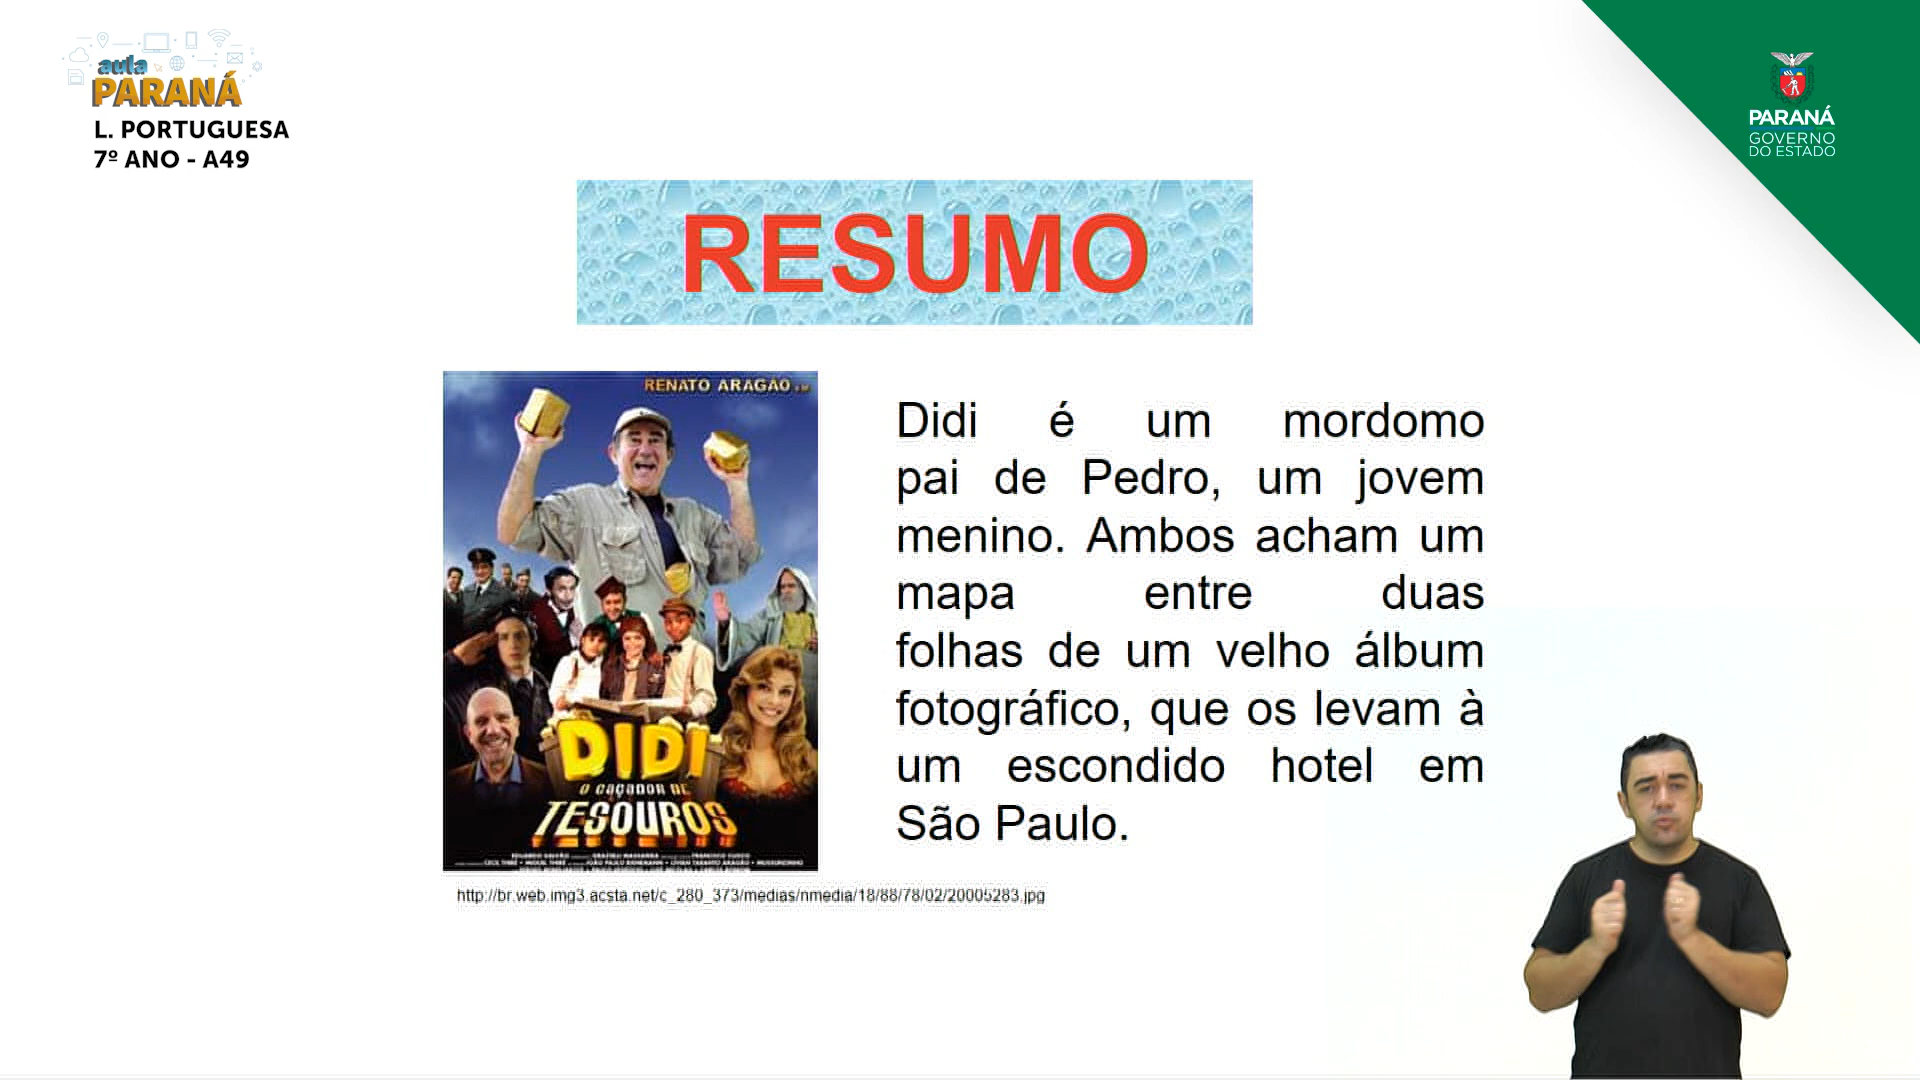 aula
PARANÁ
L. PORTUGUESA
7º ANO - A49
PARANÁ
GOVERNO
DO ESTADO
RESUMO
RENATO ARAGÃO em
DIDI
O CAÇADOR DE
TESOUROS
Didi é um mordomo
pai de Pedro, um jovem
menino. Ambos acham um
mapa entre duas
folhas de um velho álbum
fotográfico, que os levam à
um escondido hotel em
São Paulo.
http://br.web.img3.acsta.net/c_280_373/medias/nmedia/18/88/78/02/20005283.jpg